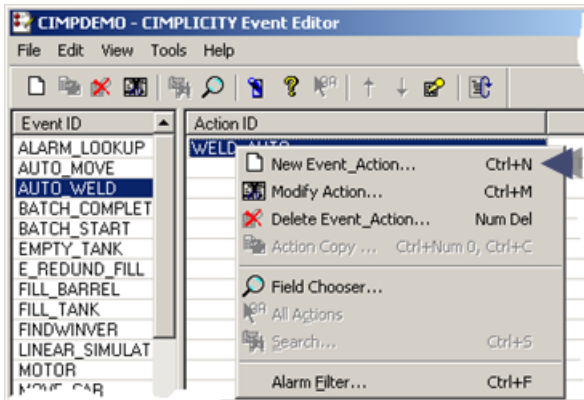 CIMPDEMO - CIMPLICITY Event Editor
File Edit View Tools Help
Event ID
Action ID
ALARM_LOOKUP
AUTO_MOVE
AUTO_WELD
BATCH_COMPLET
BATCH_START
EMPTY_TANK
E_REDUND_FILL
FILL_BARREL
FILL_TANK
FINDWINVER
LINEAR_SIMULAT
MOTOR
MOVE_CAR
WELD_AUTO
New Event_Action... Ctrl+N
Modify Action... Ctrl+M
Delete Event_Action... Num Del
Action Copy ... Ctrl+Num 0, Ctrl+C
Field Chooser...
All Actions
Search... Ctrl+S
Alarm Filter... Ctrl+F